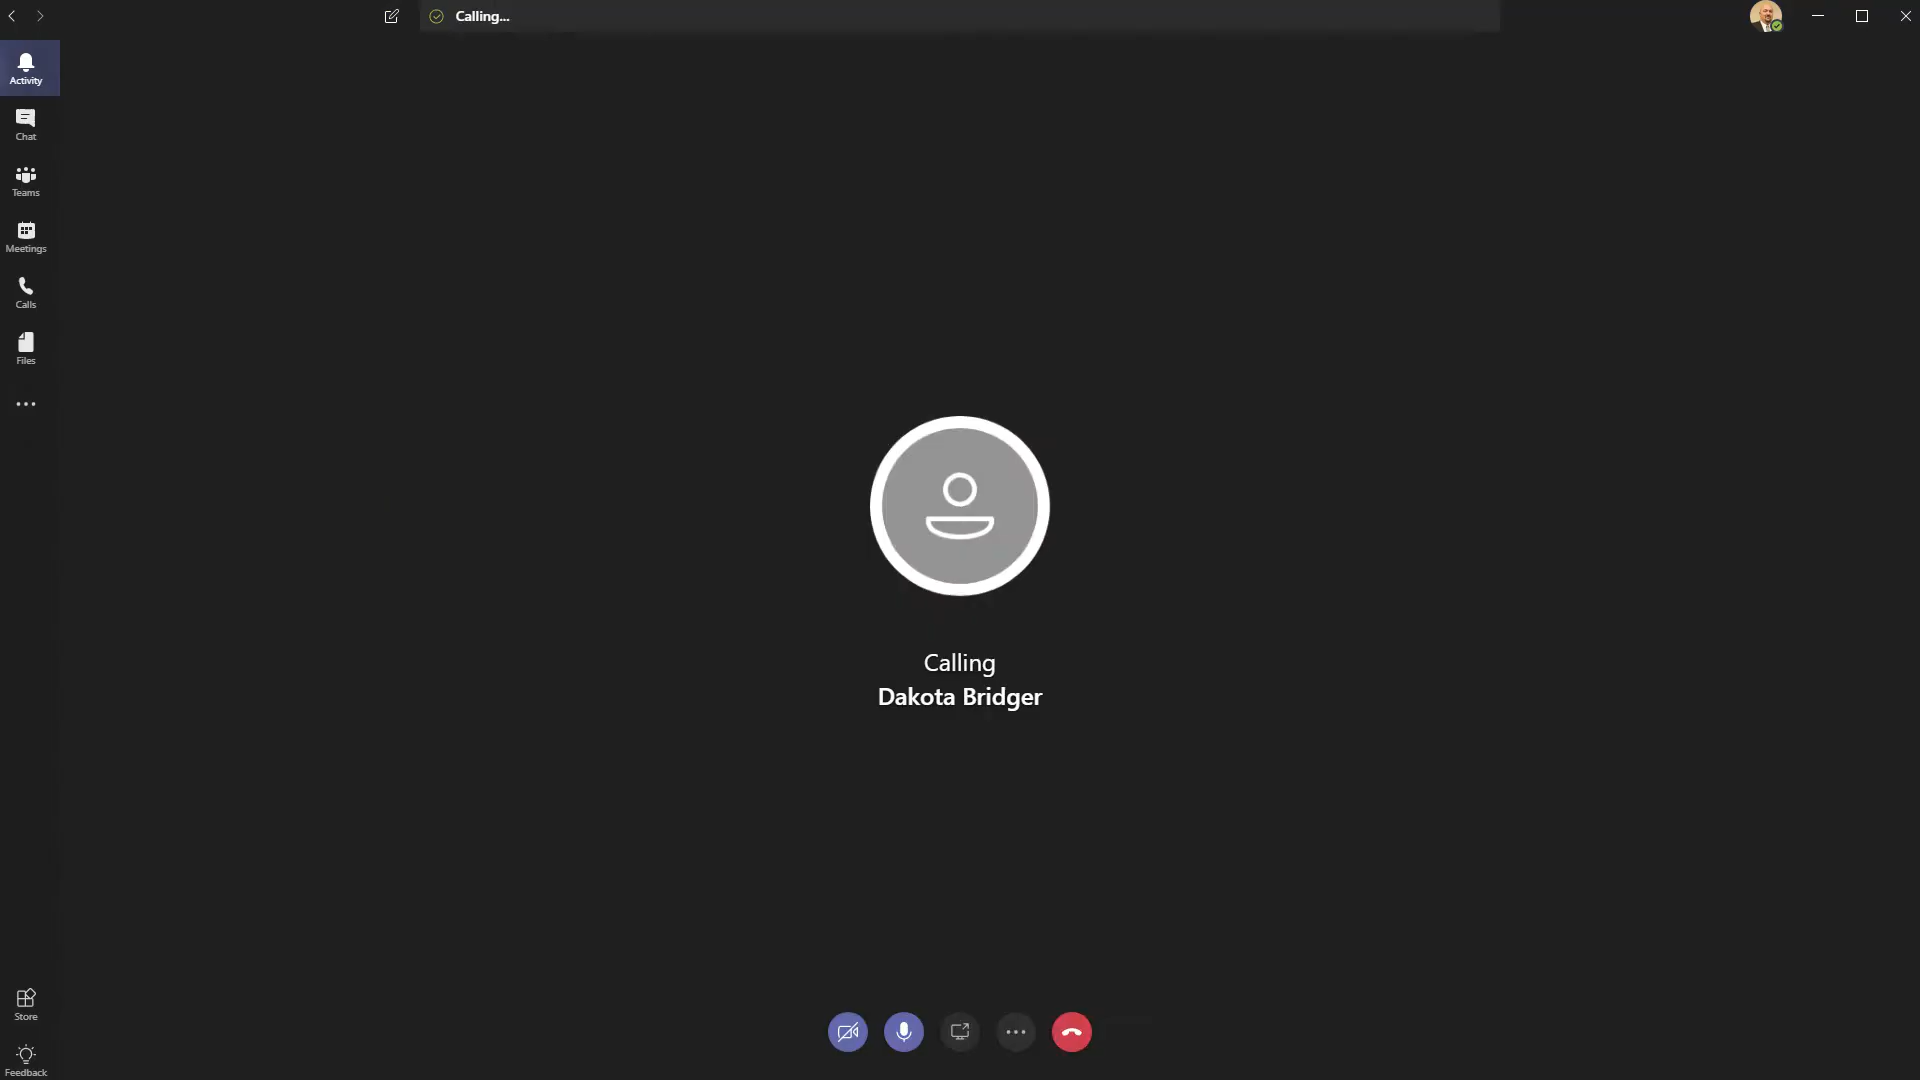 Calling...
Activity
Chat
Teams
Meetings
Calls
Files
Calling
Dakota Bridger
Store
Feedback